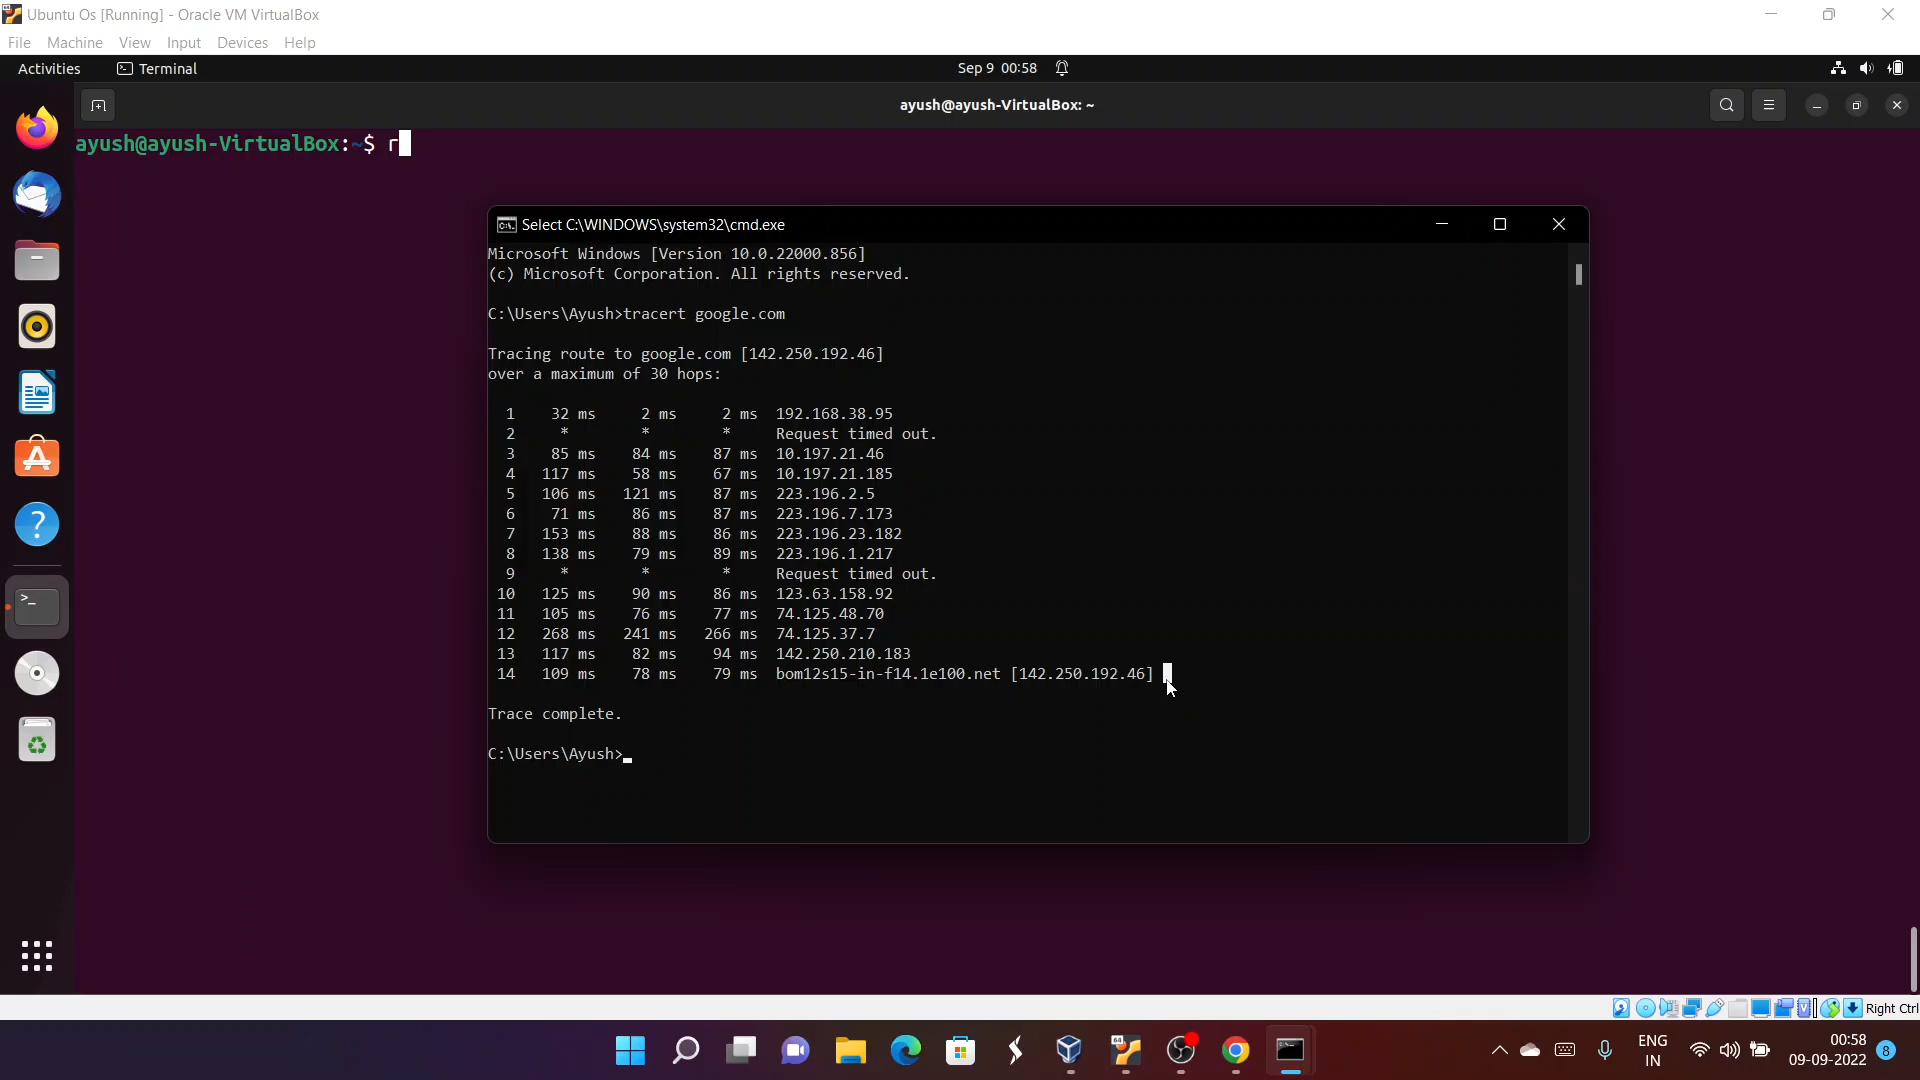 Ubuntu Os [Running] - Oracle VM VirtualBox
File Machine View Input Devices Help
Activities Terminal Sep 9 00:58
ayush@ayush-VirtualBox: ~
ayush@ayush-VirtualBox:~$ r
Select C:\WINDOWS\system32\cmd.exe
Microsoft Windows [Version 10.0.22000.856]
(c) Microsoft Corporation. All rights reserved.
C:\Users\Ayush>tracert google.com
Tracing route to google.com [142.250.192.46]
over a maximum of 30 hops:
1 32 ms 2 ms 2 ms 192.168.38.95
2 * * * Request timed out.
3 85 ms 84 ms 87 ms 10.197.21.46
4 117 ms 58 ms 67 ms 10.197.21.185
5 106 ms 121 ms 87 ms 223.196.2.5
6 71 ms 86 ms 87 ms 223.196.7.173
7 153 ms 88 ms 86 ms 223.196.23.182
8 138 ms 79 ms 89 ms 223.196.1.217
9 * * * Request timed out.
10 125 ms 90 ms 86 ms 123.63.158.92
11 105 ms 76 ms 77 ms 74.125.48.70
12 268 ms 241 ms 266 ms 74.125.37.7
13 117 ms 82 ms 94 ms 142.250.210.183
14 109 ms 78 ms 79 ms bom12s15-in-f14.1e100.net [142.250.192.46]
Trace complete.
C:\Users\Ayush>
Right Ctrl
ENG
IN
00:58
09-09-2022
8